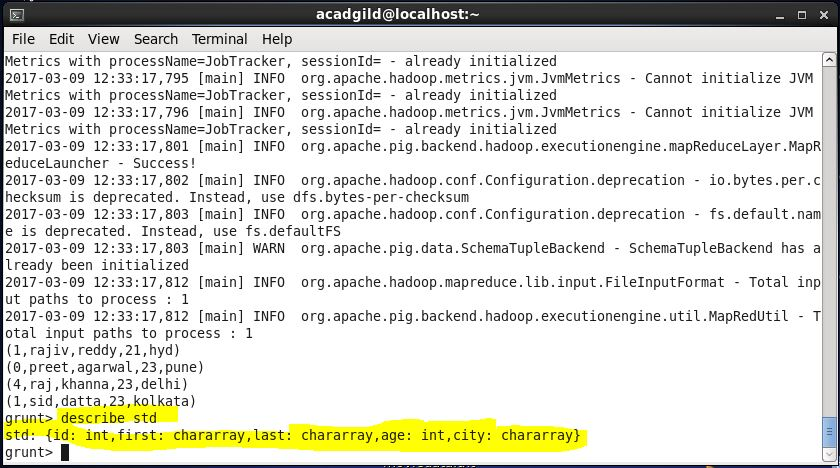 acadgild@localhost:~
File Edit View Search Terminal Help
Metrics with processName=JobTracker, sessionId= - already initialized
2017-03-09 12:33:17,795 [main] INFO  org.apache.hadoop.metrics.jvm.JvmMetrics - Cannot initialize JVM
Metrics with processName=JobTracker, sessionId= - already initialized
2017-03-09 12:33:17,796 [main] INFO  org.apache.hadoop.metrics.jvm.JvmMetrics - Cannot initialize JVM
Metrics with processName=JobTracker, sessionId= - already initialized
2017-03-09 12:33:17,801 [main] INFO  org.apache.pig.backend.hadoop.executionengine.mapReduceLayer.MapR
educeLauncher - Success!
2017-03-09 12:33:17,802 [main] INFO  org.apache.hadoop.conf.Configuration.deprecation - io.bytes.per.c
hecksum is deprecated. Instead, use dfs.bytes-per-checksum
2017-03-09 12:33:17,803 [main] INFO  org.apache.hadoop.conf.Configuration.deprecation - fs.default.nam
e is deprecated. Instead, use fs.defaultFS
2017-03-09 12:33:17,803 [main] WARN  org.apache.pig.data.SchemaTupleBackend - SchemaTupleBackend has a
lready been initialized
2017-03-09 12:33:17,812 [main] INFO  org.apache.hadoop.mapreduce.lib.input.FileInputFormat - Total inp
ut paths to process : 1
2017-03-09 12:33:17,812 [main] INFO  org.apache.pig.backend.hadoop.executionengine.util.MapRedUtil - T
otal input paths to process : 1
(1,rajiv,reddy,21,hyd)
(0,preet,agarwal,23,pune)
(4,raj,khanna,23,delhi)
(1,sid,datta,23,kolkata)
grunt> describe std
std: {id: int,first: chararray,last: chararray,age: int,city: chararray}
grunt>